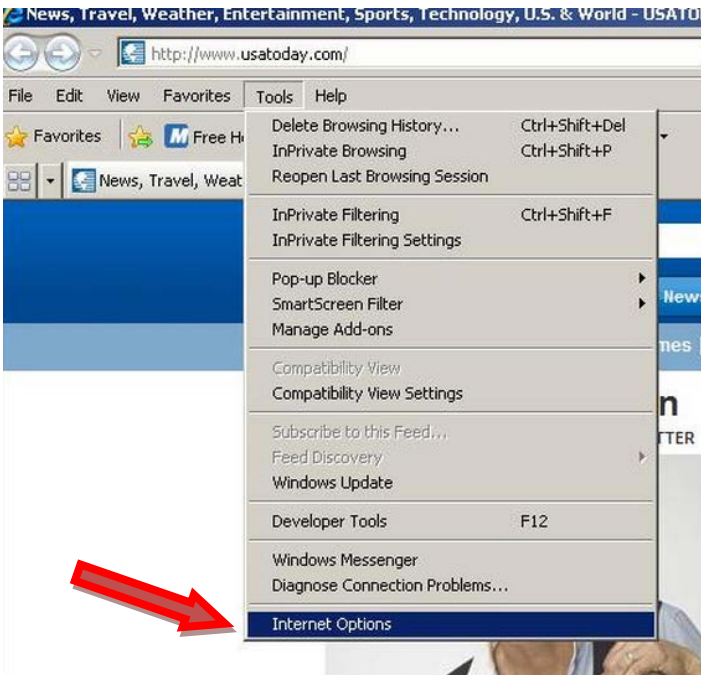 News, Travel, Weather, Entertainment, Sports, Technology, U.S. & World - USATO
http://www.usatoday.com/
File Edit View Favorites Tools Help
Favorites Free H
News, Travel, Weat
Delete Browsing History... Ctrl+Shift+Del
InPrivate Browsing Ctrl+Shift+P
Reopen Last Browsing Session
InPrivate Filtering Ctrl+Shift+F
InPrivate Filtering Settings
Pop-up Blocker
SmartScreen Filter
News
Manage Add-ons
mes
Compatibility View
Compatibility View Settings
n
Subscribe to this Feed...
TTER
Feed Discovery
Windows Update
Developer Tools F12
Windows Messenger
Diagnose Connection Problems...
Internet Options